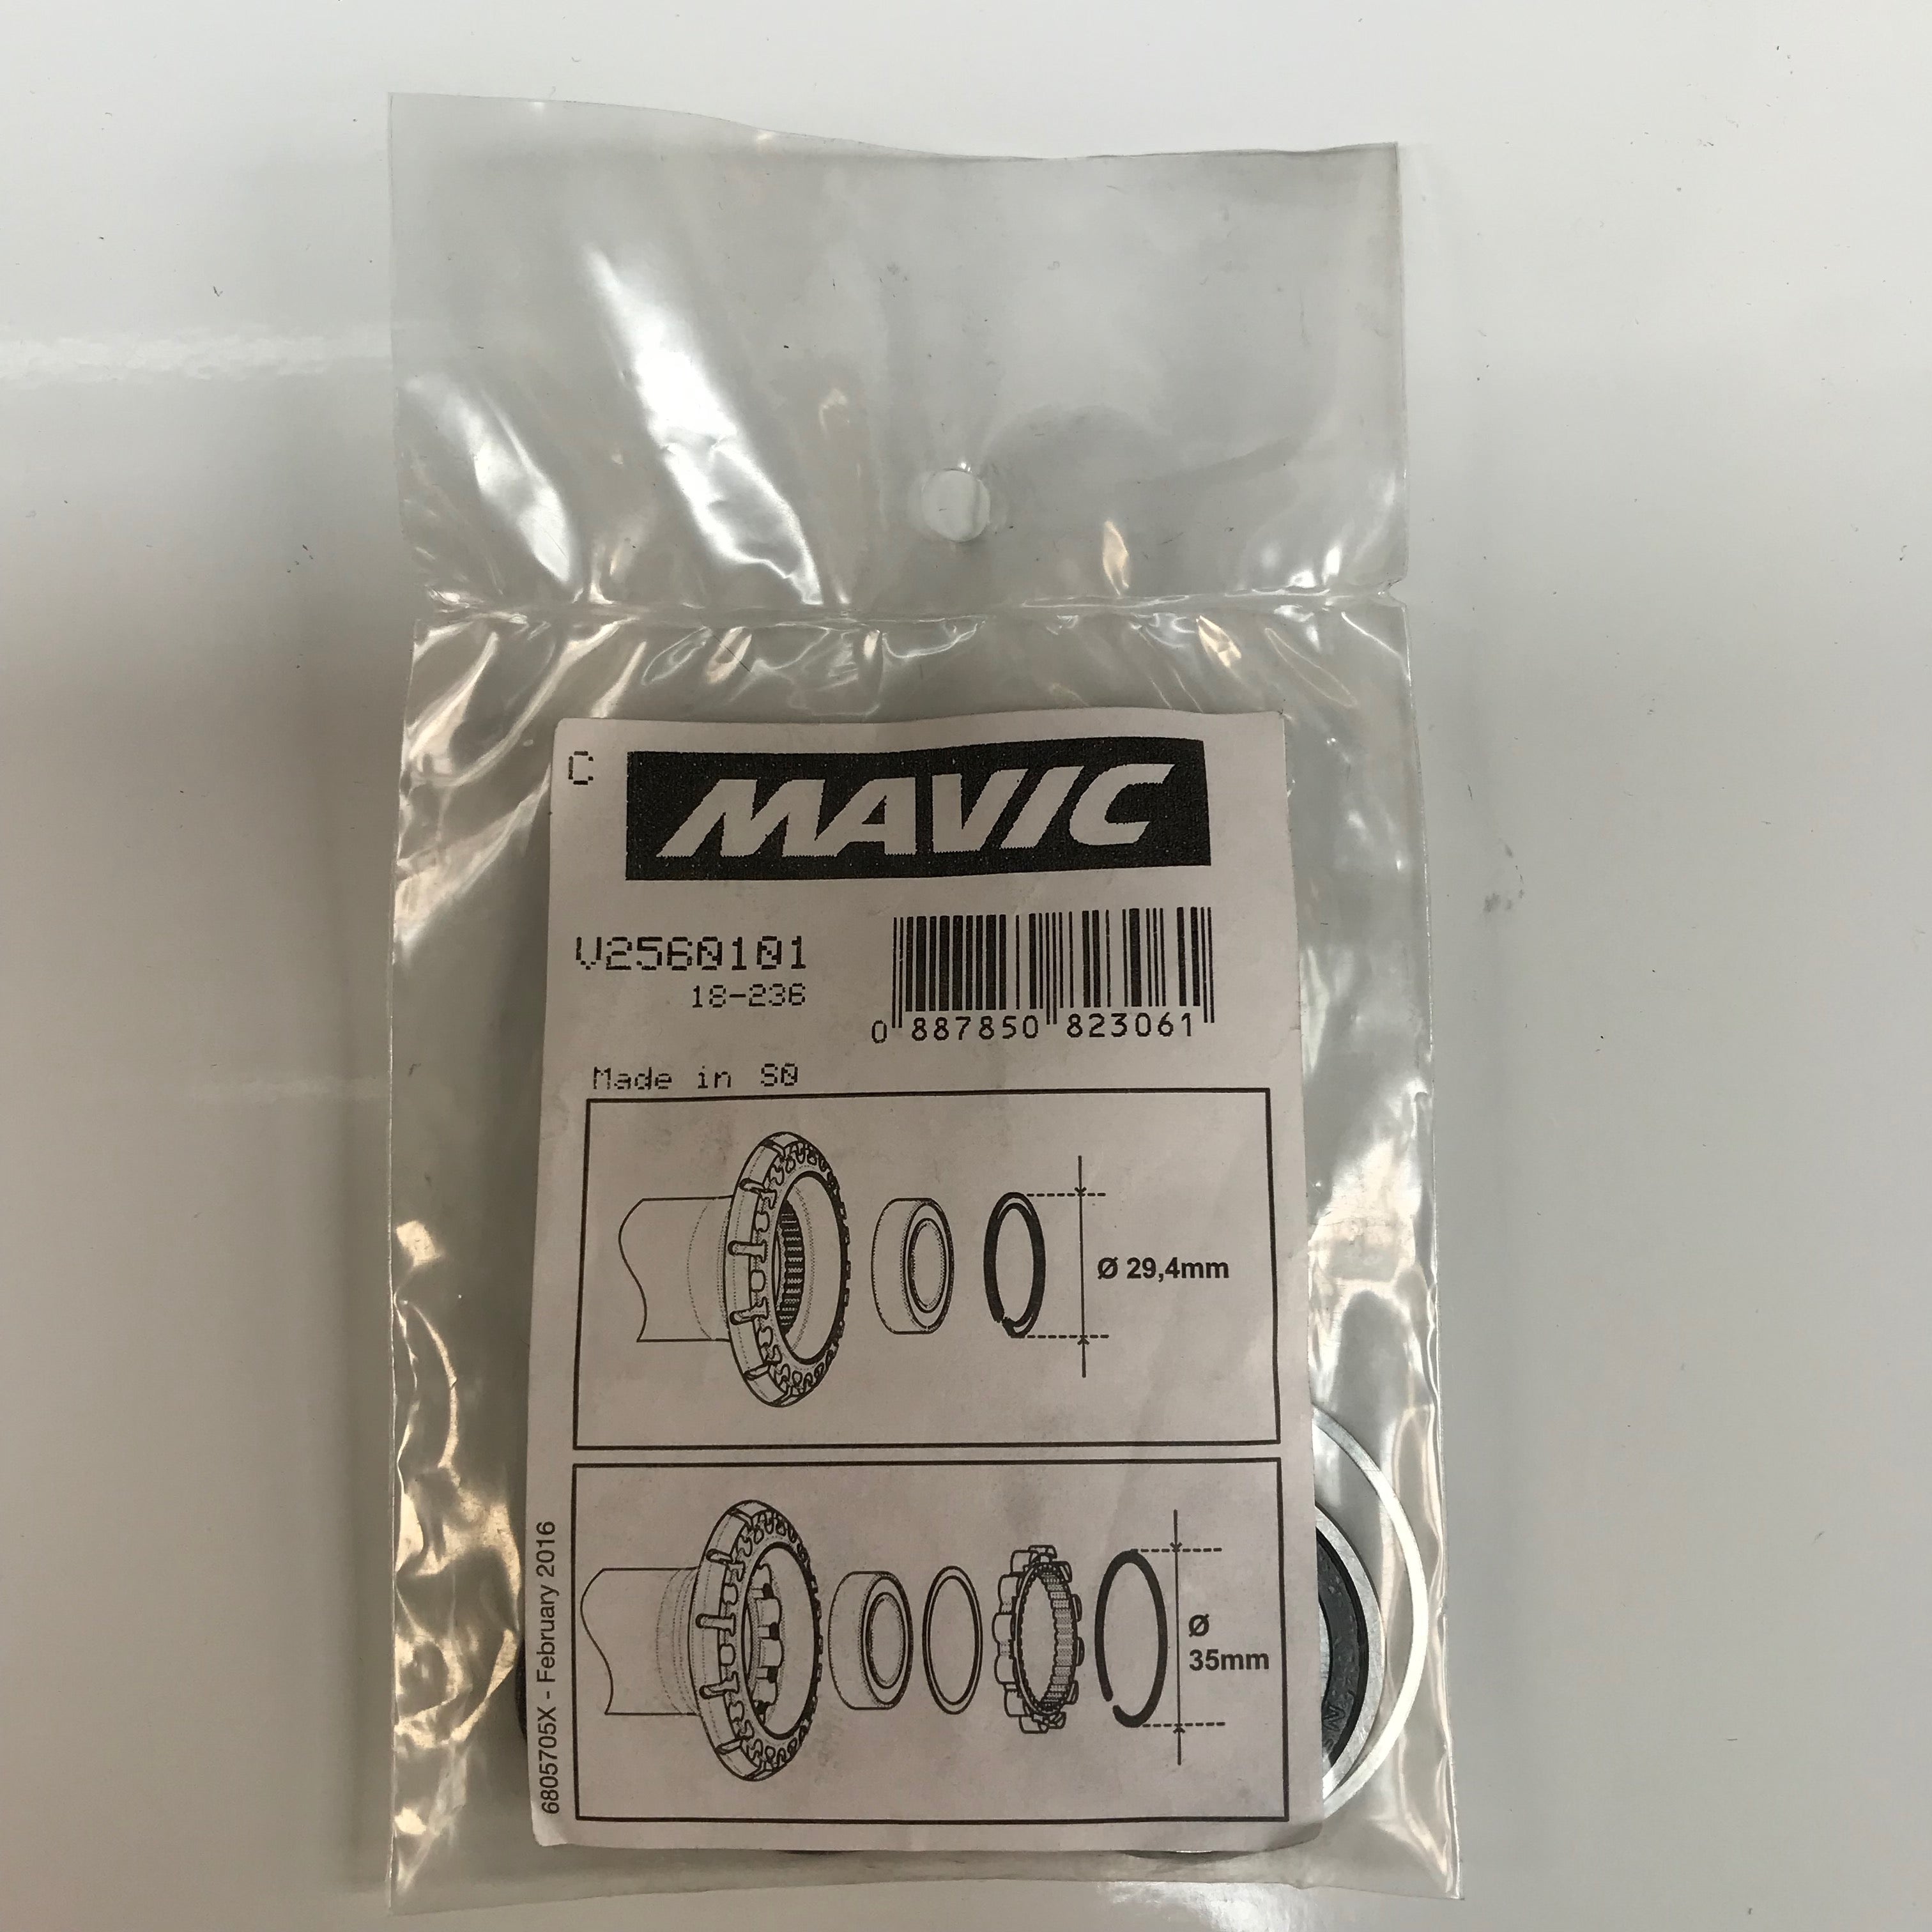 C
MAVIC
V2560101
18-236
0 887850 823061
Made in S0
Ø 29,4mm
Ø
35mm
6805705X - February 2016